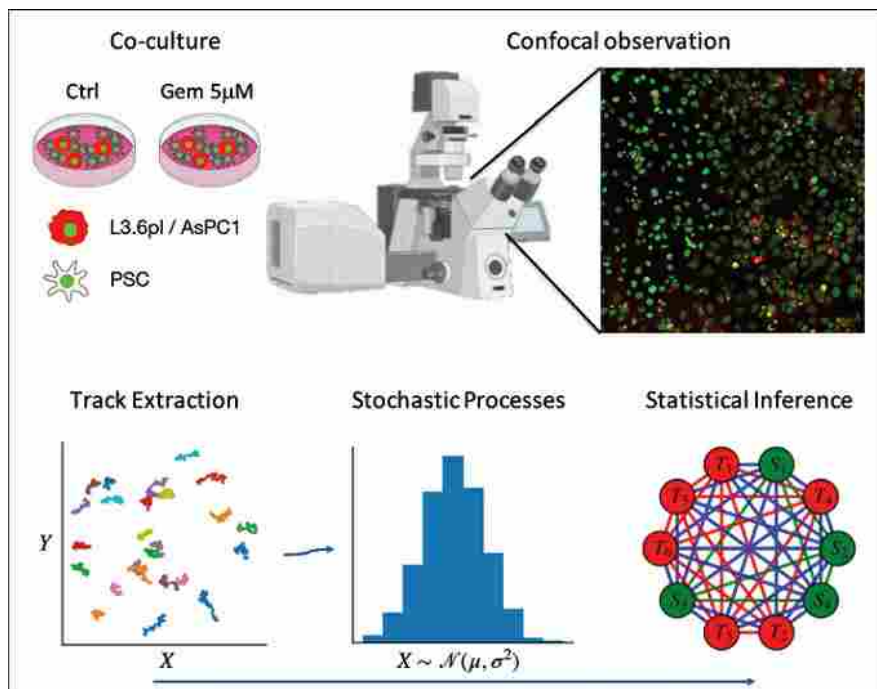 Co-culture
Confocal observation
Ctrl
Gem 5μM
L3.6pl / AsPC1
PSC
Track Extraction
Stochastic Processes
Statistical Inference
Y
X
X ~ 𝒩(μ, σ²)